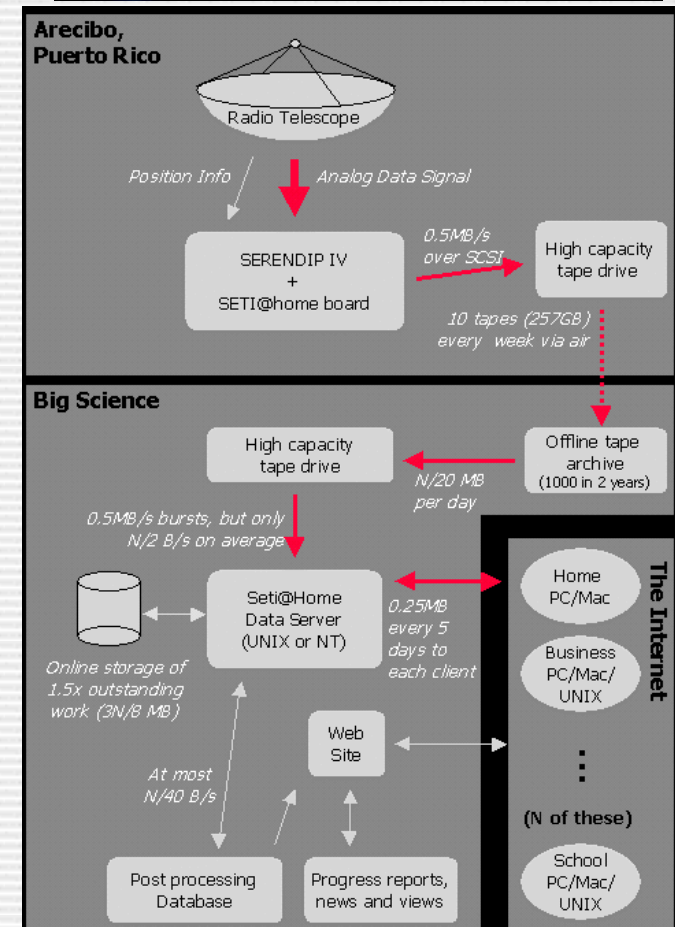 Arecibo,
Puerto Rico
Radio Telescope
Position Info
Analog Data Signal
SERENDIP IV
+
SETI@home board
0.5MB/s
over SCSI
High capacity
tape drive
10 tapes (257GB)
every week via air
Big Science
High capacity
tape drive
N/20 MB
per day
Offline tape
archive
(1000 in 2 years)
0.5MB/s bursts, but only
N/2 B/s on average
Seti@Home
Data Server
(UNIX or NT)
0.25MB
every 5
days to
each client
Online storage of
1.5x outstanding
work (3N/8 MB)
At most
N/40 B/s
Web
Site
Post processing
Database
Progress reports,
news and views
The Internet
Home
PC/Mac
Business
PC/Mac/
UNIX
(N of these)
School
PC/Mac/
UNIX